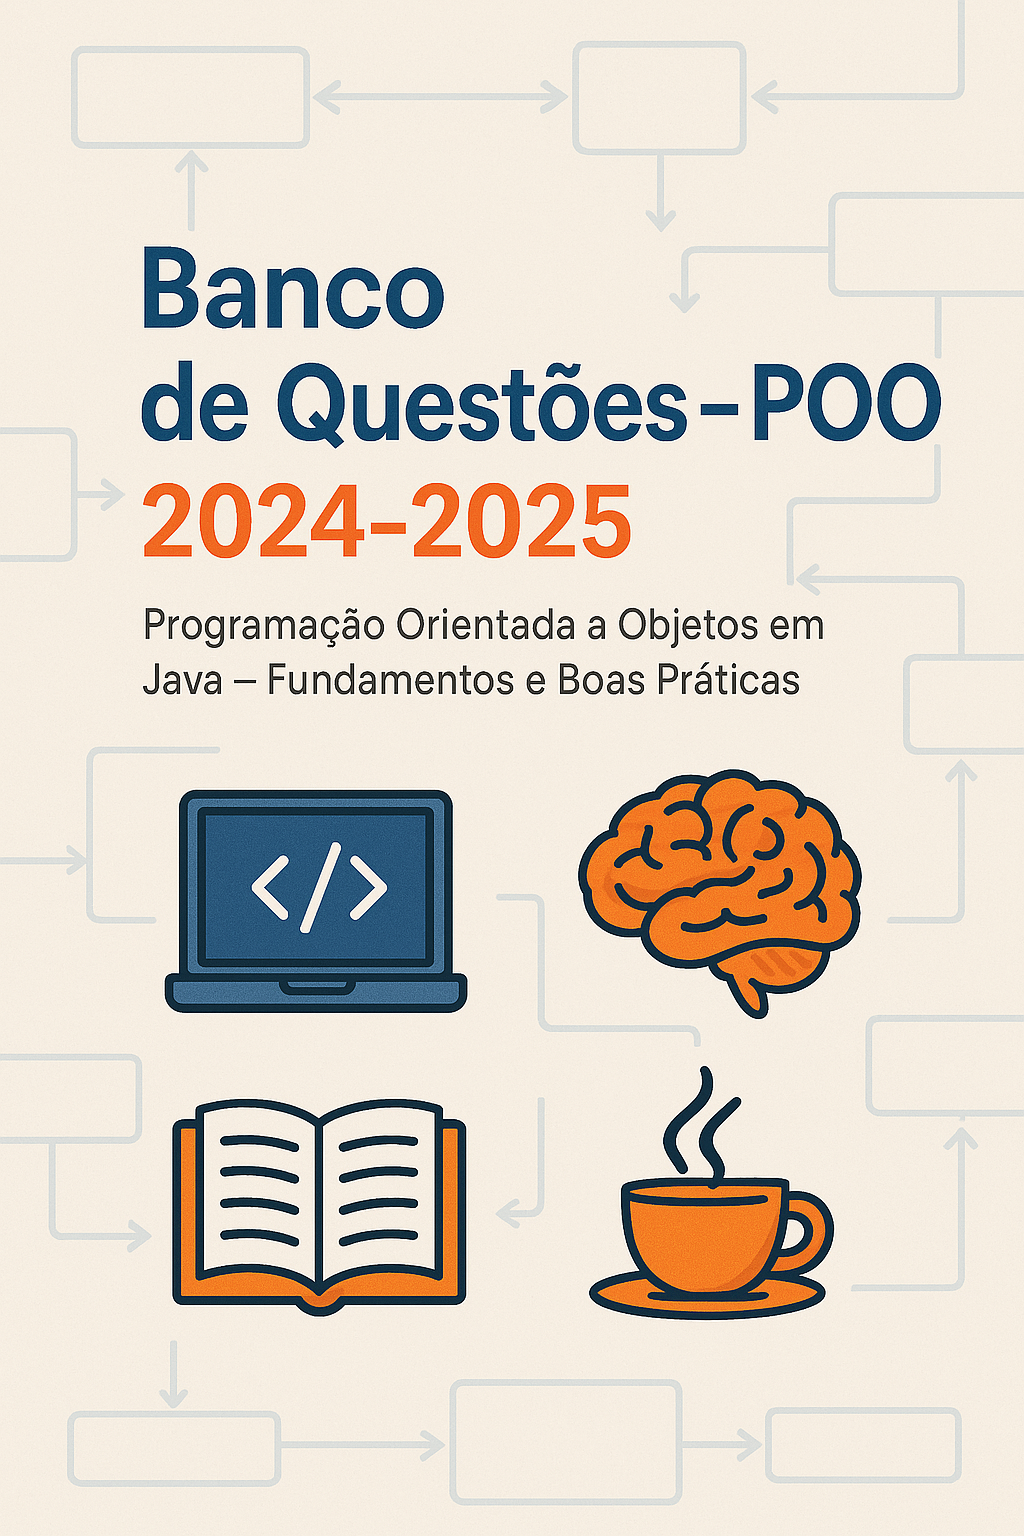 Banco
de Questões-POO
2024-2025
Programação Orientada a Objetos em
Java – Fundamentos e Boas Práticas
</>